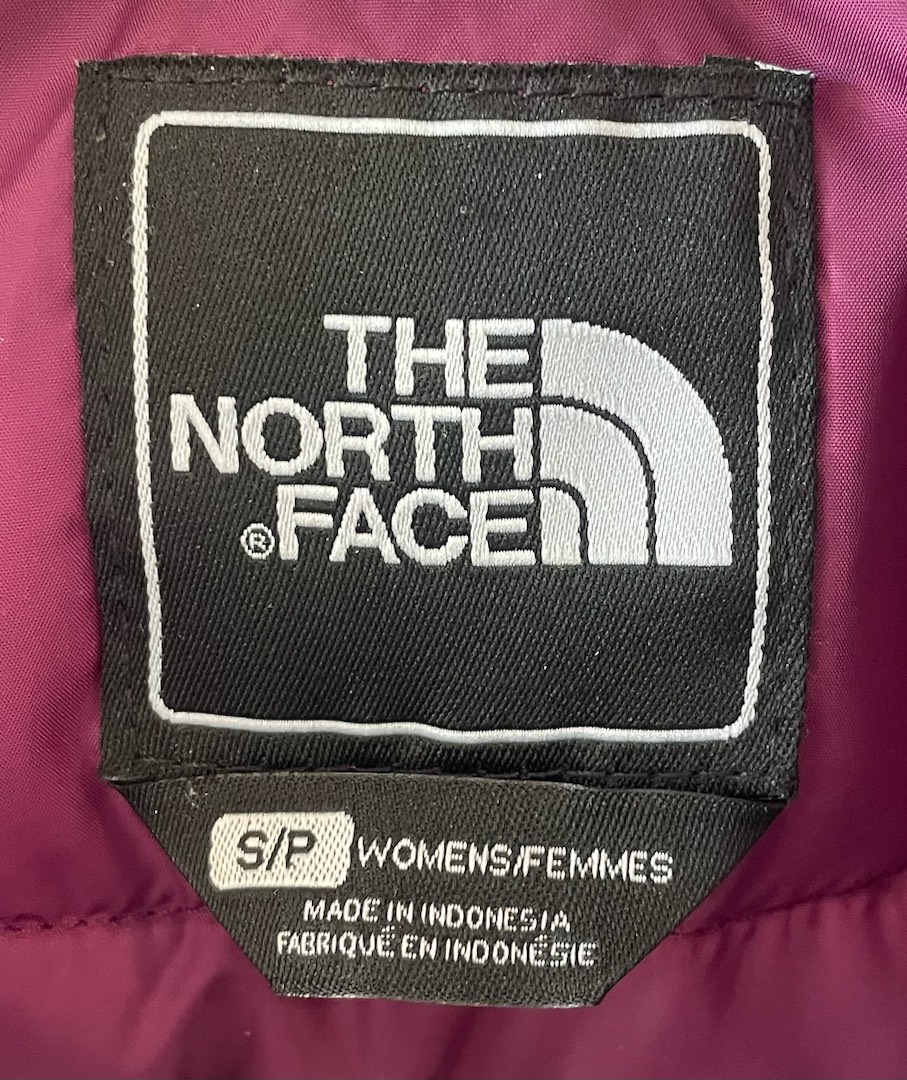 THE
NORTH
®FACE
S/P WOMENS/FEMMES
MADE IN INDONESIA
FABRIQUÉ EN INDONÉSIE